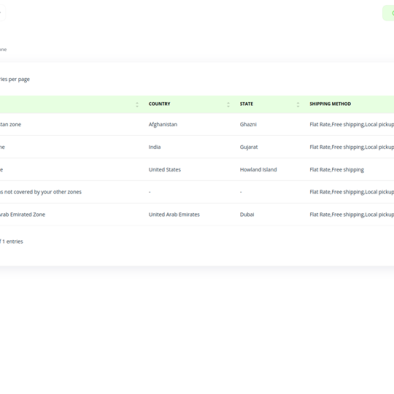 ries per page
COUNTRY STATE SHIPPING METHOD
tan zone Afghanistan Ghazni Flat Rate,Free shipping,Local pickup
ne India Gujarat Flat Rate,Free shipping,Local pickup
e United States Howland Island Flat Rate,Free shipping
s not covered by your other zones - - Flat Rate,Free shipping,Local pickup
rab Emirated Zone United Arab Emirates Dubai Flat Rate,Free shipping,Local pickup
f 1 entries